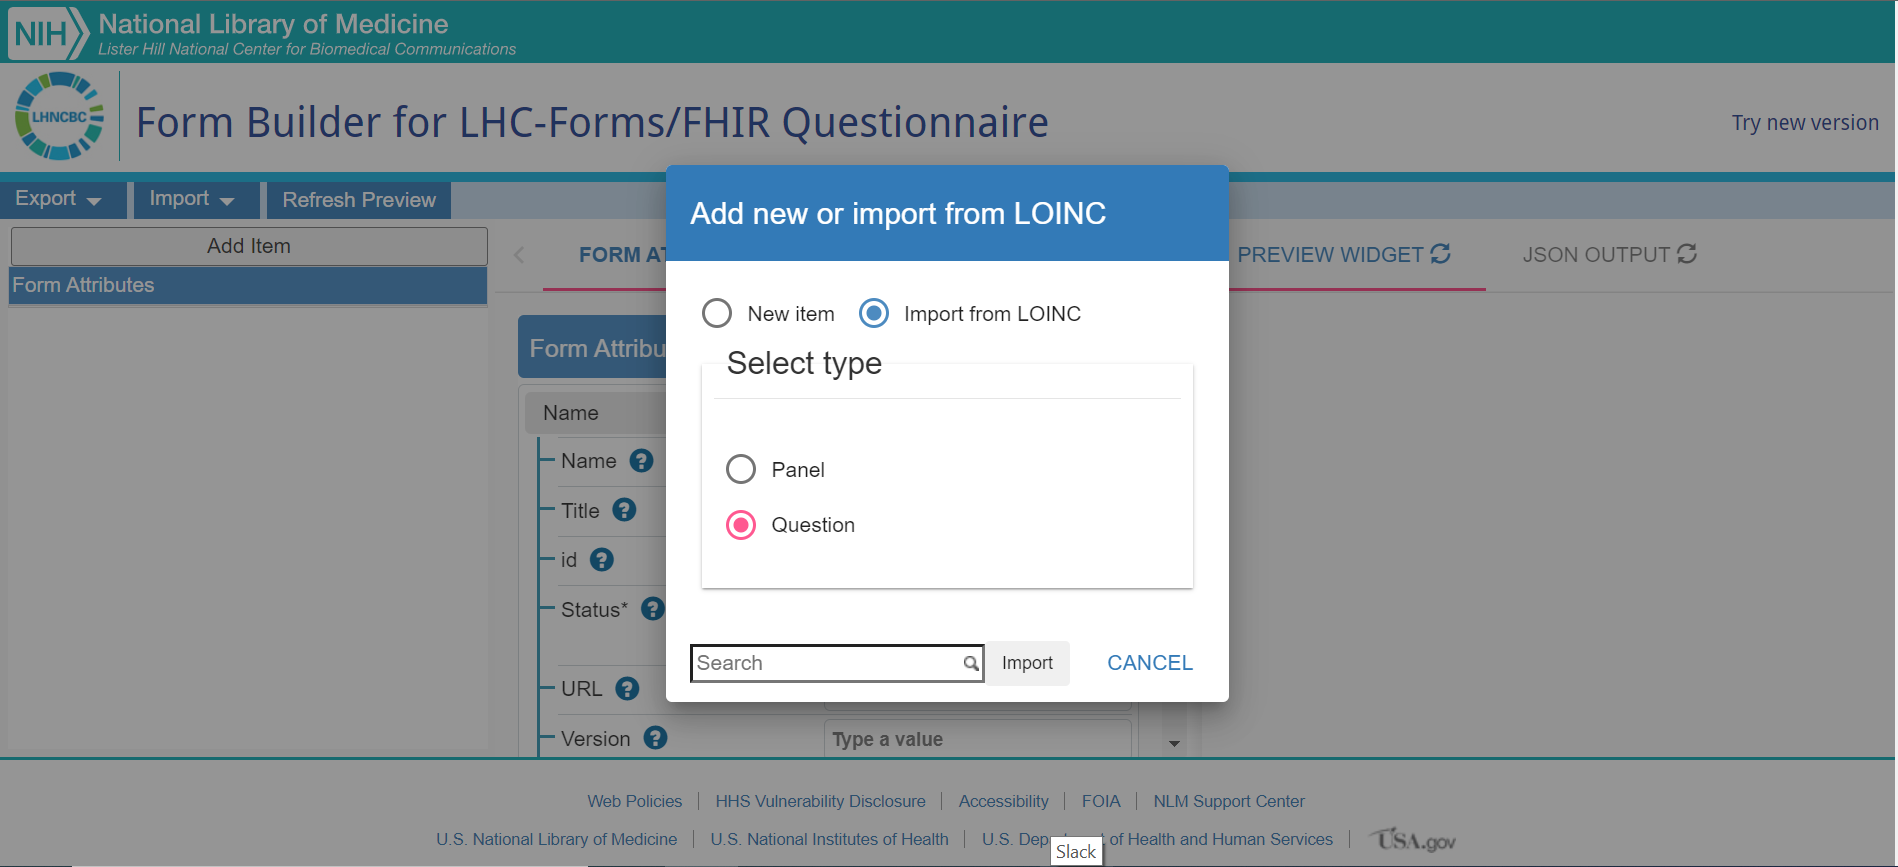 NIH National Library of Medicine
Lister Hill National Center for Biomedical Communications
LHNCBC
Form Builder for LHC-Forms/FHIR Questionnaire
Try new version
Export Import Refresh Preview
Add Item
Form Attributes
FORM AT
PREVIEW WIDGET
JSON OUTPUT
Form Attribu
Name
Name ?
Title ?
id ?
Status* ?
URL ?
Version ? Type a value
Add new or import from LOINC
New item Import from LOINC
Select type
Panel
Question
Search Import CANCEL
Web Policies HHS Vulnerability Disclosure Accessibility FOIA NLM Support Center
U.S. National Library of Medicine U.S. National Institutes of Health U.S. Dep of Health and Human Services USA.gov
Slack